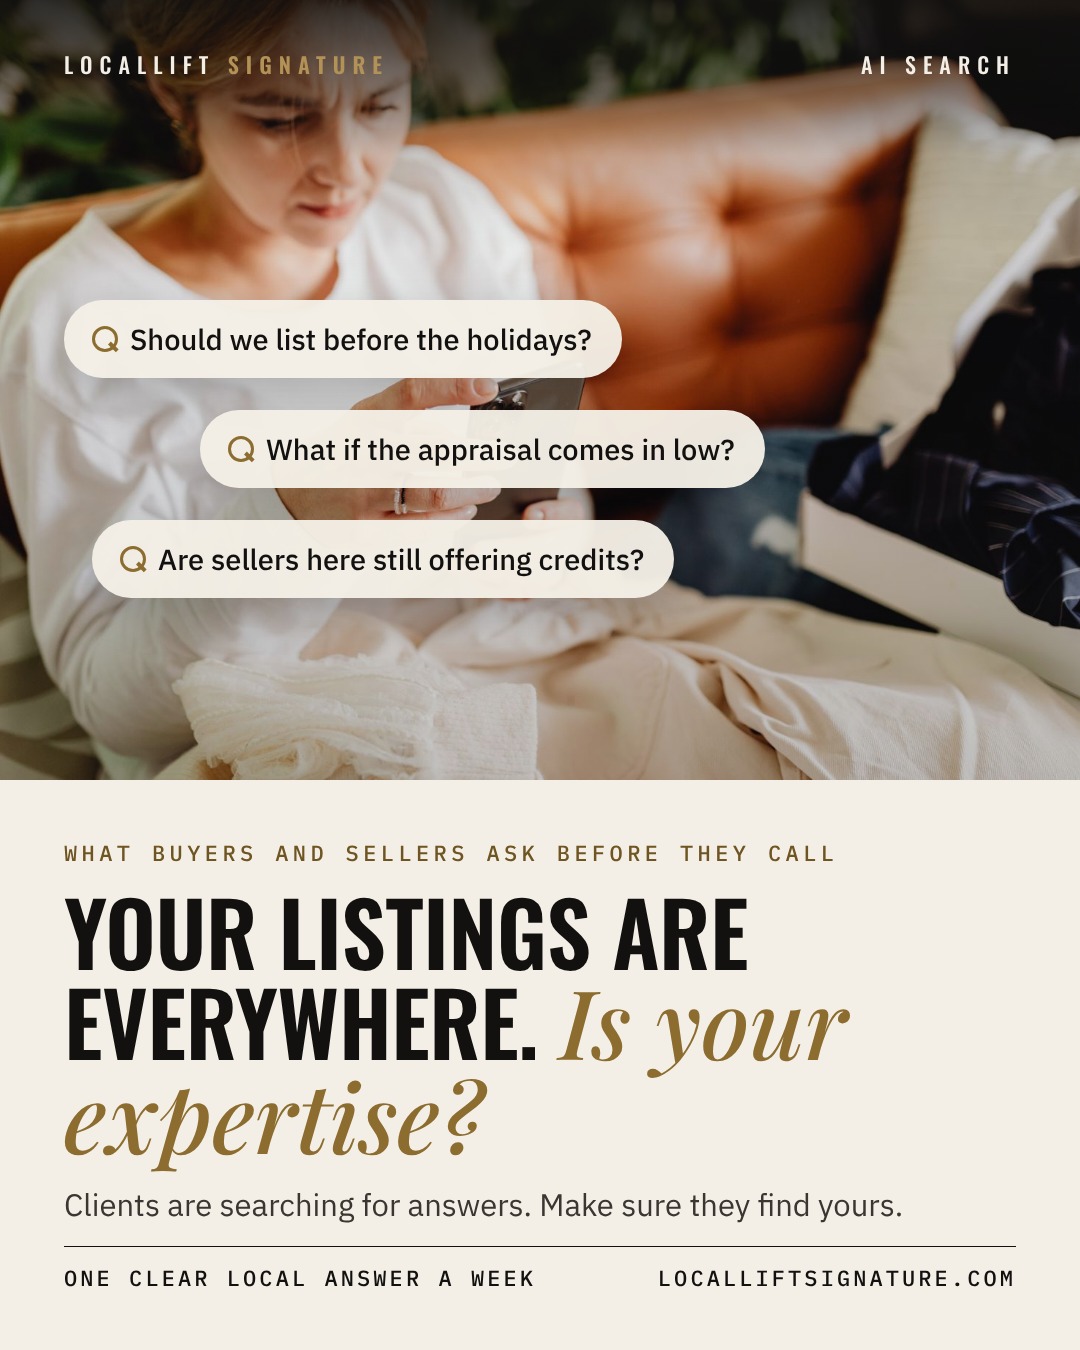 LOCALLIFT SIGNATURE
AI SEARCH
Should we list before the holidays?
What if the appraisal comes in low?
Are sellers here still offering credits?
WHAT BUYERS AND SELLERS ASK BEFORE THEY CALL
YOUR LISTINGS ARE
EVERYWHERE. Is your
expertise?
Clients are searching for answers. Make sure they find yours.
ONE CLEAR LOCAL ANSWER A WEEK
LOCALLIFTSIGNATURE.COM